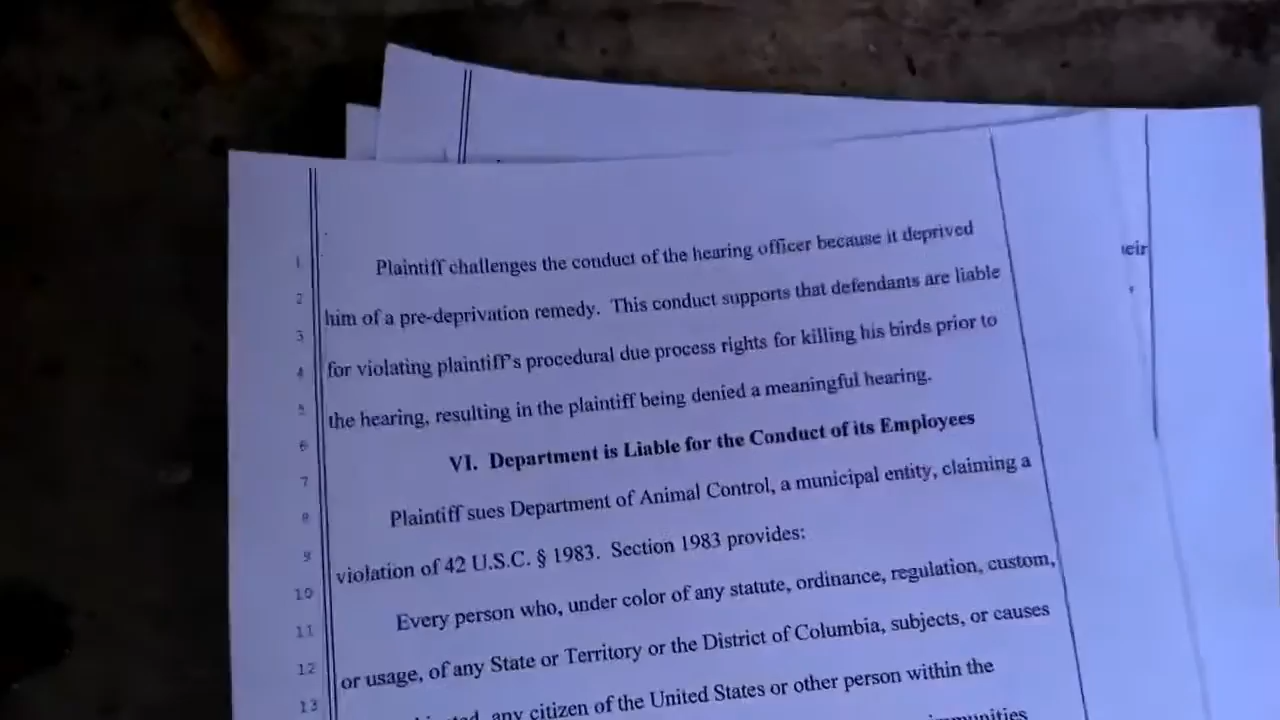 Plaintiff challenges the conduct of the hearing officer because it deprived
him of a pre-deprivation remedy. This conduct supports that defendants are liable
for violating plaintiff's procedural due process rights for killing his birds prior to
the hearing, resulting in the plaintiff being denied a meaningful hearing.
VI. Department is Liable for the Conduct of its Employees
Plaintiff sues Department of Animal Control, a municipal entity, claiming a
violation of 42 U.S.C. § 1983. Section 1983 provides:
Every person who, under color of any statute, ordinance, regulation, custom,
or usage, of any State or Territory or the District of Columbia, subjects, or causes
any citizen of the United States or other person within the
1
2
3
4
5
6
7
8
9
10
11
12
13